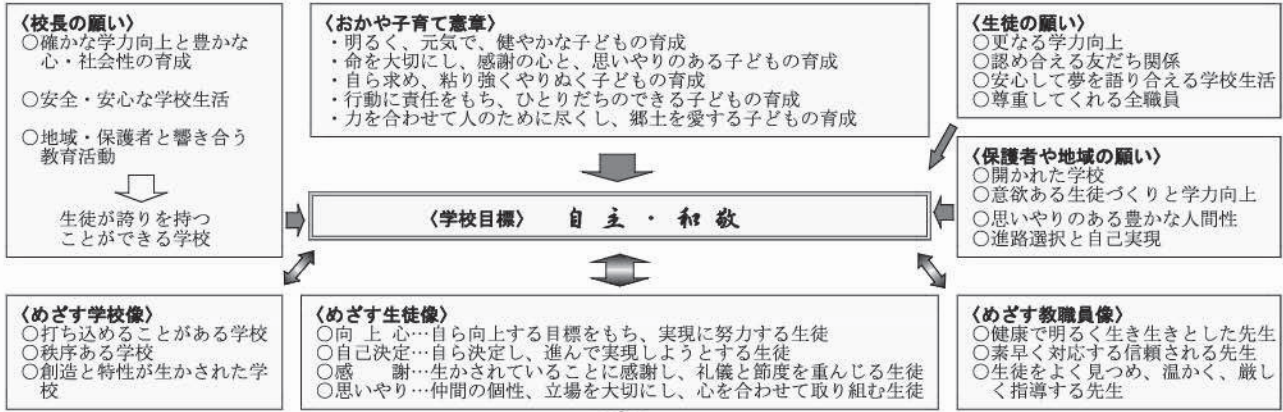 〈校長の願い〉
○確かな学力向上と豊かな
心・社会性の育成
○安全・安心な学校生活
○地域・保護者と響き合う
教育活動
生徒が誇りを持つ
ことができる学校
〈おかや子育て憲章〉
・明るく、元気で、健やかな子どもの育成
・命を大切にし、感謝の心と、思いやりのある子どもの育成
・自ら求め、粘り強くやりぬく子どもの育成
・行動に責任をもち、ひとりだちのできる子どもの育成
・力を合わせて人のために尽くし、郷土を愛する子どもの育成
〈生徒の願い〉
○更なる学力向上
○認め合える友だち関係
○安心して夢を語り合える学校生活
○尊重してくれる全職員
〈保護者や地域の願い〉
○開かれた学校
○意欲ある生徒づくりと学力向上
○思いやりのある豊かな人間性
○進路選択と自己実現
〈学校目標〉 自主・和敬
〈めざす学校像〉
○打ち込めることがある学校
○秩序ある学校
○創造と特性が生かされた学
校
〈めざす生徒像〉
○向上心…自ら向上する目標をもち、実現に努力する生徒
○自己決定…自ら決定し、進んで実現しようとする生徒
○感謝…生かされていることに感謝し、礼儀と節度を重んじる生徒
○思いやり…仲間の個性、立場を大切にし、心を合わせて取り組む生徒
〈めざす教職員像〉
○健康で明るく生き生きとした先生
○素早く対応する信頼される先生
○生徒をよく見つめ、温かく、厳し
く指導する先生